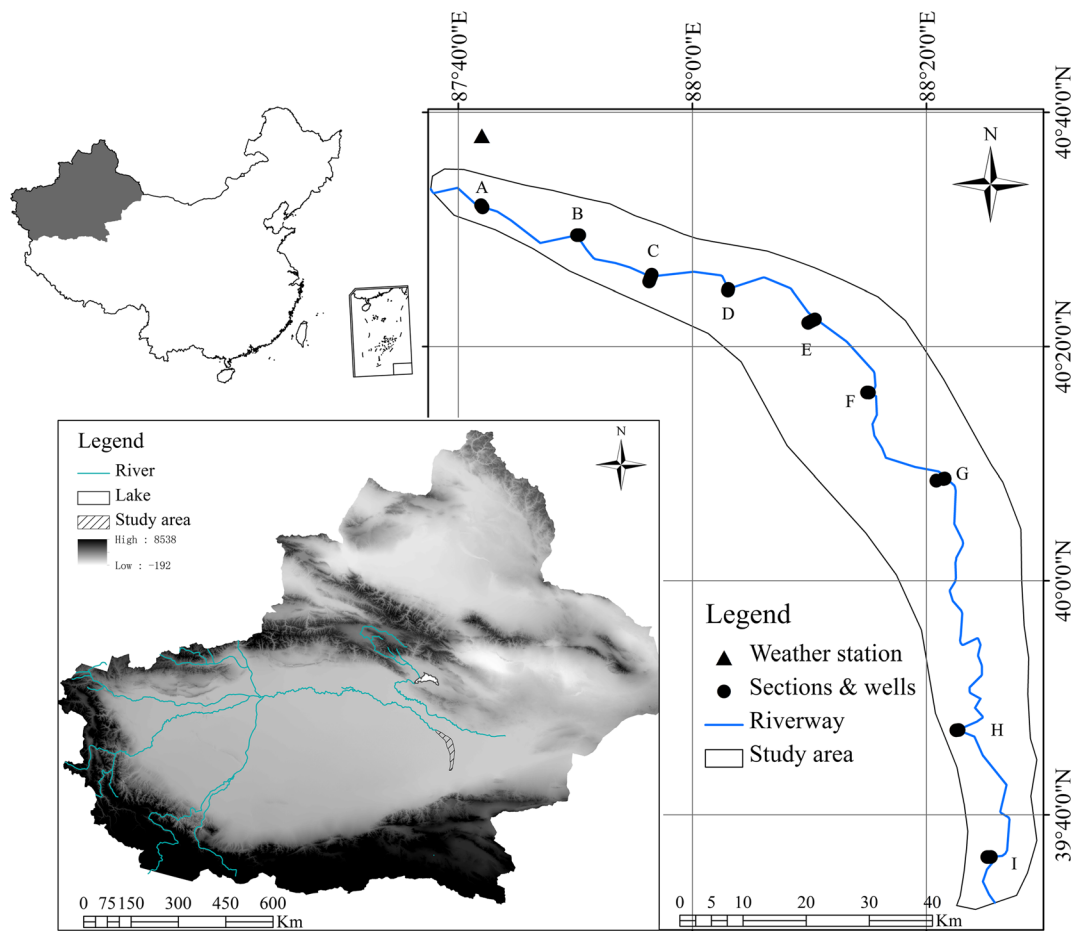 87°40'0"E
88°0'0"E
88°20'0"E
40°40'0"N
N
A
B
C
D
E
40°20'0"N
F
G
40°0'0"N
Legend
Weather station
Sections & wells
Riverway
Study area
H
39°40'0"N
I
0 5 10 20 30 40
Km
Legend
River
Lake
Study area
High : 8538
Low : -192
N
0 75 150 300 450 600
Km